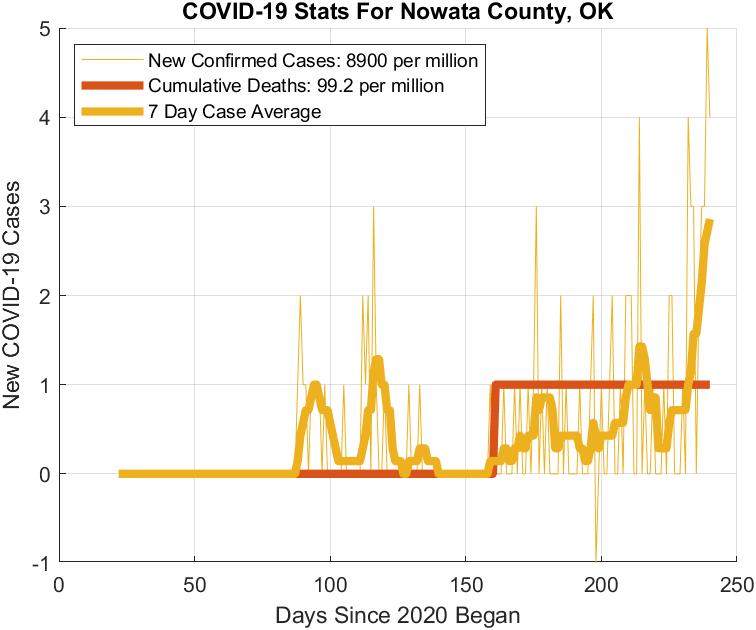 COVID-19 Stats For Nowata County, OK
New Confirmed Cases: 8900 per million
Cumulative Deaths: 99.2 per million
7 Day Case Average
New COVID-19 Cases
5
4
3
2
1
0
-1
0 50 100 150 200 250
Days Since 2020 Began